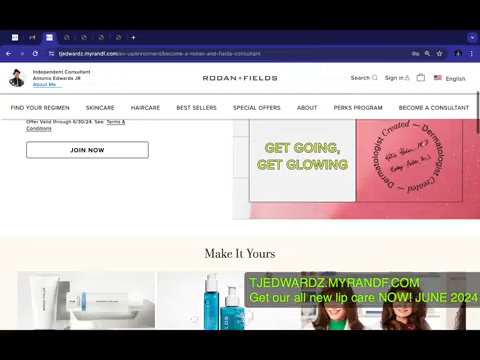 tjedwardz.myrandf.com/en-us/enrollment/become-a-rodan-and-fields-consultant
Independent Consultant
Antonio Edwards JR
About Me
RODAN+FIELDS
Search
Sign in
English
FIND YOUR REGIMEN
SKINCARE
HAIRCARE
BEST SELLERS
SPECIAL OFFERS
ABOUT
PERKS PROGRAM
BECOME A CONSULTANT
Offer Valid through 6/30/24. See Terms &
Conditions
JOIN NOW
GET GOING,
GET GLOWING
Dermatologist Created — Dermatologist Created —
Make It Yours
TJEDWARDZ.MYRANDF.COM
Get our all new lip care NOW! JUNE 2024